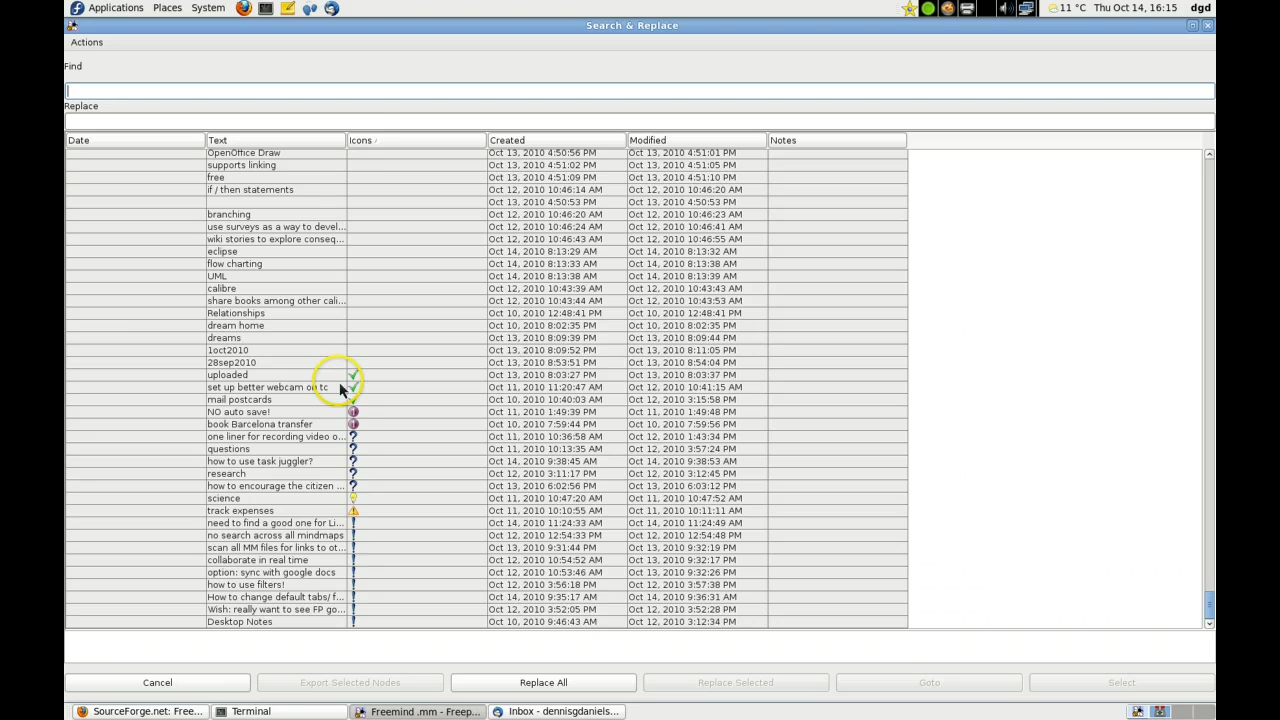 Applications Places System 11 °C Thu Oct 14, 16:15 dgd
Search & Replace
Actions
Find
Replace
Date Text Icons Created Modified Notes
OpenOffice Draw Oct 13, 2010 4:50:56 PM Oct 13, 2010 4:51:01 PM
supports linking Oct 13, 2010 4:51:02 PM Oct 13, 2010 4:51:05 PM
free Oct 13, 2010 4:51:09 PM Oct 13, 2010 4:51:10 PM
if / then statements Oct 12, 2010 10:46:14 AM Oct 12, 2010 10:46:20 AM
Oct 13, 2010 4:50:53 PM Oct 13, 2010 4:50:53 PM
branching Oct 12, 2010 10:46:20 AM Oct 12, 2010 10:46:23 AM
use surveys as a way to devel... Oct 12, 2010 10:46:24 AM Oct 12, 2010 10:46:41 AM
wiki stories to explore conseq... Oct 12, 2010 10:46:43 AM Oct 12, 2010 10:46:55 AM
eclipse Oct 14, 2010 8:13:29 AM Oct 14, 2010 8:13:32 AM
flow charting Oct 14, 2010 8:13:33 AM Oct 14, 2010 8:13:38 AM
UML Oct 14, 2010 8:13:38 AM Oct 14, 2010 8:13:39 AM
calibre Oct 12, 2010 10:43:39 AM Oct 12, 2010 10:43:43 AM
share books among other cali... Oct 12, 2010 10:43:44 AM Oct 12, 2010 10:43:53 AM
Relationships Oct 10, 2010 12:48:41 PM Oct 10, 2010 12:48:41 PM
dream home Oct 10, 2010 8:02:35 PM Oct 10, 2010 8:02:35 PM
dreams Oct 10, 2010 8:09:39 PM Oct 10, 2010 8:09:44 PM
1oct2010 Oct 10, 2010 8:09:52 PM Oct 10, 2010 8:11:05 PM
28sep2010 Oct 10, 2010 8:53:51 PM Oct 10, 2010 8:54:04 PM
uploaded Oct 10, 2010 8:03:27 PM Oct 10, 2010 8:03:37 PM
set up better webcam on tc Oct 11, 2010 11:20:47 AM Oct 12, 2010 10:41:15 AM
mail postcards Oct 10, 2010 10:40:03 AM Oct 12, 2010 3:15:58 PM
NO auto save! Oct 11, 2010 1:49:39 PM Oct 11, 2010 1:49:48 PM
book Barcelona transfer Oct 10, 2010 7:59:44 PM Oct 10, 2010 7:59:56 PM
one liner for recording video o... Oct 11, 2010 10:36:58 AM Oct 12, 2010 1:43:34 PM
questions Oct 11, 2010 10:13:35 AM Oct 12, 2010 3:57:24 PM
how to use task juggler? Oct 14, 2010 9:38:45 AM Oct 14, 2010 9:38:53 AM
research Oct 12, 2010 3:11:17 PM Oct 12, 2010 3:12:45 PM
how to encourage the citizen ... Oct 13, 2010 6:02:56 PM Oct 13, 2010 6:03:12 PM
science Oct 11, 2010 10:47:20 AM Oct 11, 2010 10:47:52 AM
track expenses Oct 11, 2010 10:10:55 AM Oct 11, 2010 10:11:11 AM
need to find a good one for Li... Oct 14, 2010 11:24:33 AM Oct 14, 2010 11:24:49 AM
no search across all mindmaps Oct 12, 2010 12:54:33 PM Oct 12, 2010 12:54:48 PM
scan all MM files for links to ot... Oct 13, 2010 9:31:44 PM Oct 13, 2010 9:32:19 PM
collaborate in real time Oct 12, 2010 10:54:52 AM Oct 13, 2010 9:32:17 PM
option: sync with google docs Oct 12, 2010 10:53:46 AM Oct 13, 2010 9:32:26 PM
how to use filters! Oct 12, 2010 3:56:18 PM Oct 12, 2010 3:57:38 PM
How to change default tabs/ f... Oct 14, 2010 9:35:17 AM Oct 14, 2010 9:36:31 AM
Wish: really want to see FP go... Oct 12, 2010 3:52:05 PM Oct 12, 2010 3:52:28 PM
Desktop Notes Oct 10, 2010 9:46:43 AM Oct 12, 2010 3:12:34 PM
Cancel Export Selected Nodes Replace All Replace Selected Goto Select
SourceForge.net: Free... Terminal Freemind .mm - Freep... Inbox - dennisgdaniels...